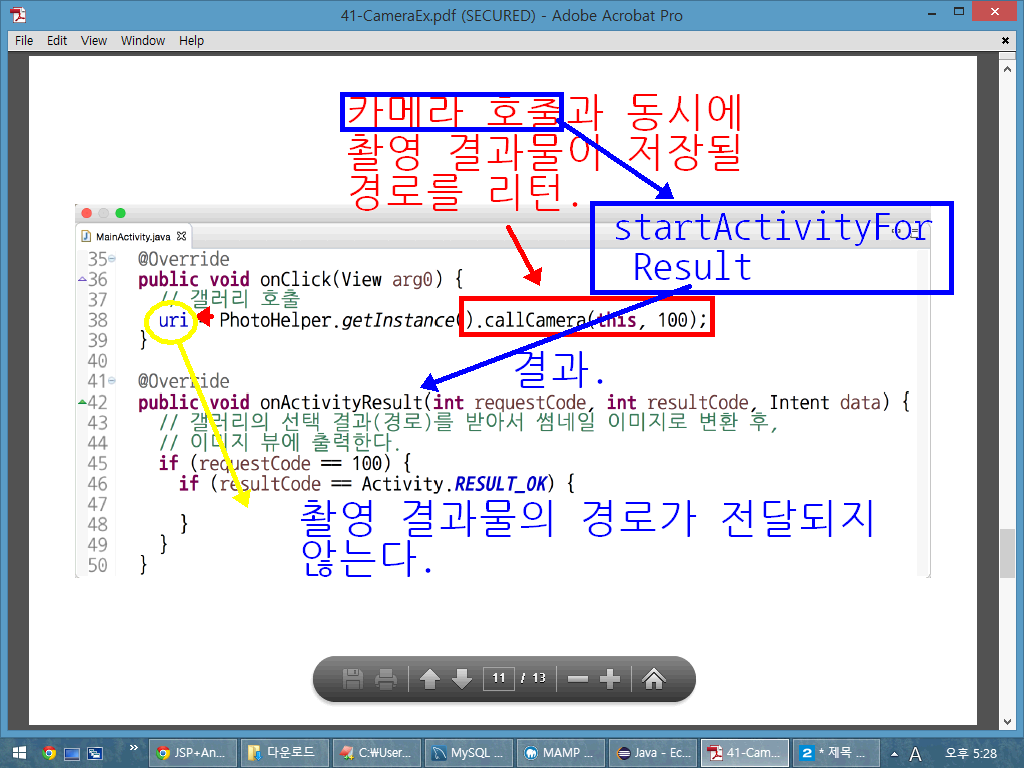 41-CameraEx.pdf (SECURED) - Adobe Acrobat Pro
File Edit View Window Help
카메라 호출과 동시에
촬영 결과물이 저장될
경로를 리턴.
startActivityFor
Result
MainActivity.java
35 @Override
36 public void onClick(View arg0) {
37 // 갤러리 호출
38 uri PhotoHelper.getInstance().callCamera(this, 100);
39 }
40
결과.
41 @Override
42 public void onActivityResult(int requestCode, int resultCode, Intent data) {
43 // 갤러리의 선택 결과(경로)를 받아서 썸네일 이미지로 변환 후,
44 // 이미지 뷰에 출력한다.
45 if (requestCode == 100) {
46 if (resultCode == Activity.RESULT_OK) {
47
48 }
49 }
50 }
촬영 결과물의 경로가 전달되지
않는다.
11 / 13
JSP+An... 다운로드 C:₩User... MySQL ... MAMP ... Java - Ec... 41-Cam... 2 * 제목 ... A 오후 5:28